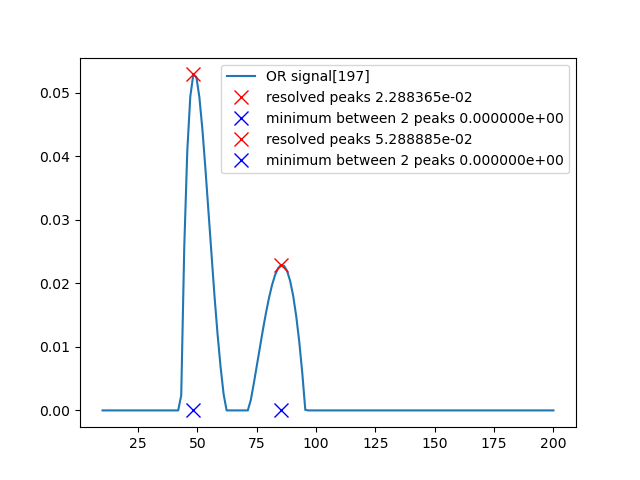 OR signal[197]
resolved peaks 2.288365e-02
minimum between 2 peaks 0.000000e+00
resolved peaks 5.288885e-02
minimum between 2 peaks 0.000000e+00
0.05
0.04
0.03
0.02
0.01
0.00
25 50 75 100 125 150 175 200